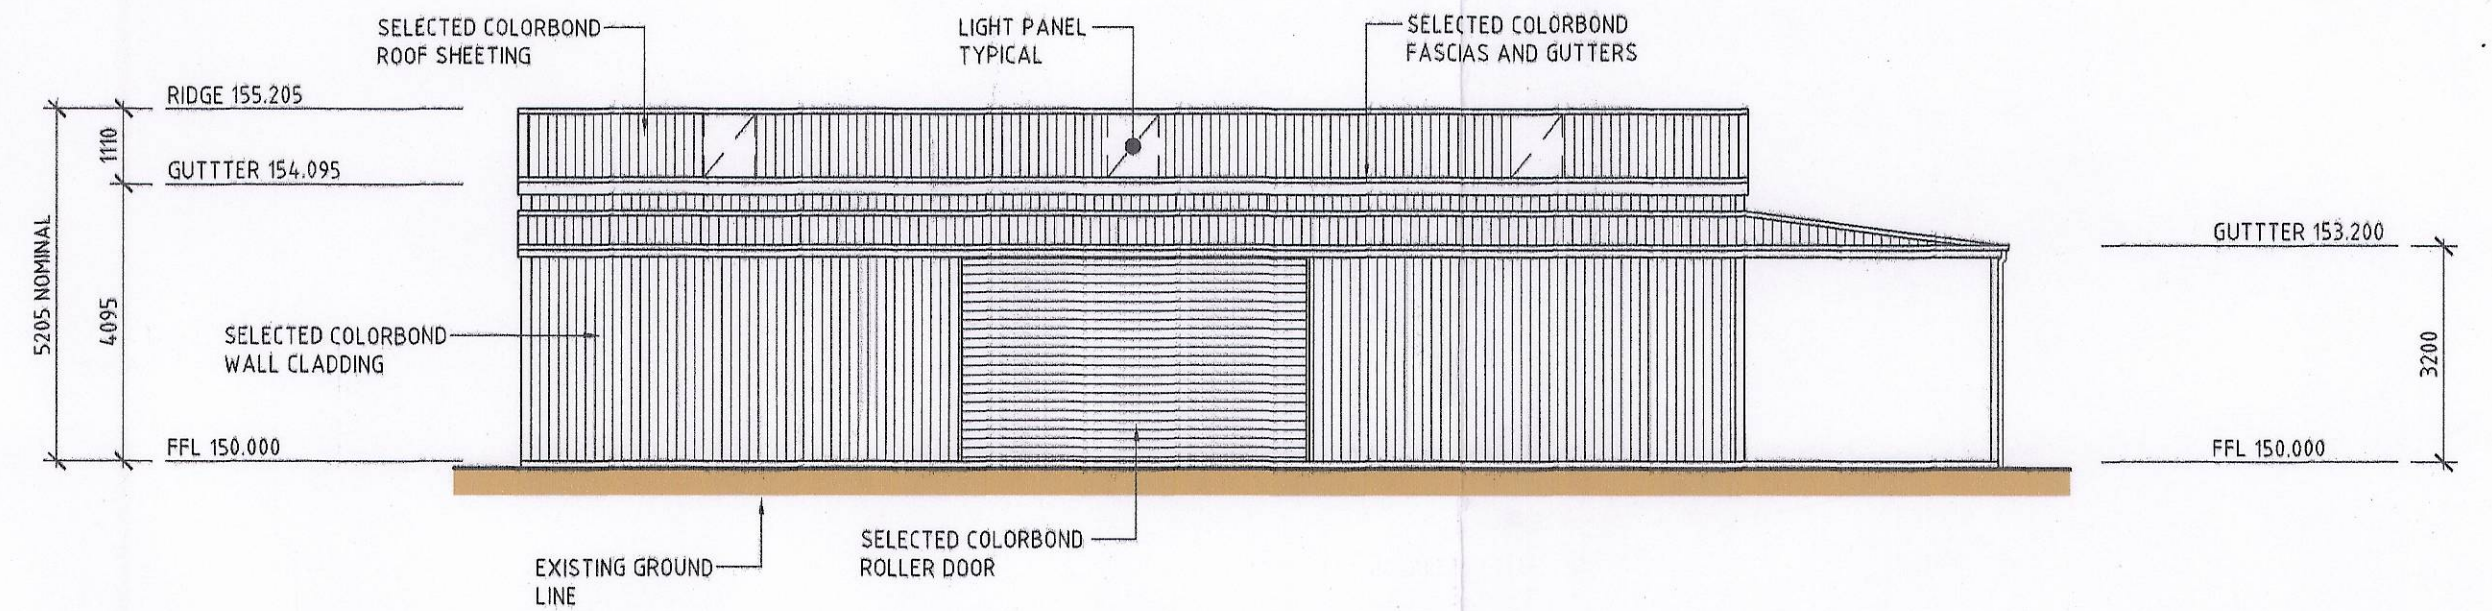 SELECTED COLORBOND
ROOF SHEETING
LIGHT PANEL
TYPICAL
SELECTED COLORBOND
FASCIAS AND GUTTERS
RIDGE 155.205
1110
GUTTTER 154.095
5205 NOMINAL
4095
SELECTED COLORBOND
WALL CLADDING
FFL 150.000
GUTTTER 153.200
3200
FFL 150.000
SELECTED COLORBOND
ROLLER DOOR
EXISTING GROUND
LINE